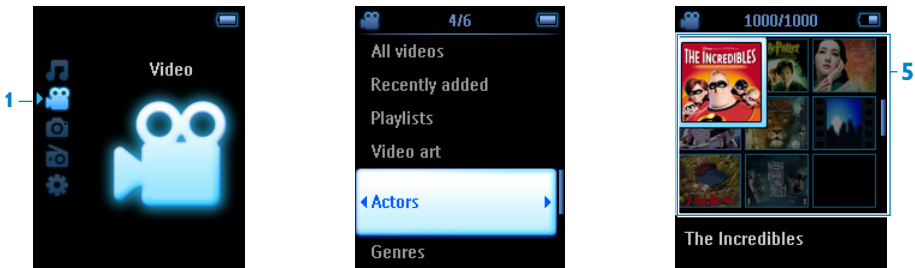 1
Video
4/6
All videos
Recently added
Playlists
Video art
Actors
Genres
1000/1000
THE INCREDIBLES
5
The Incredibles